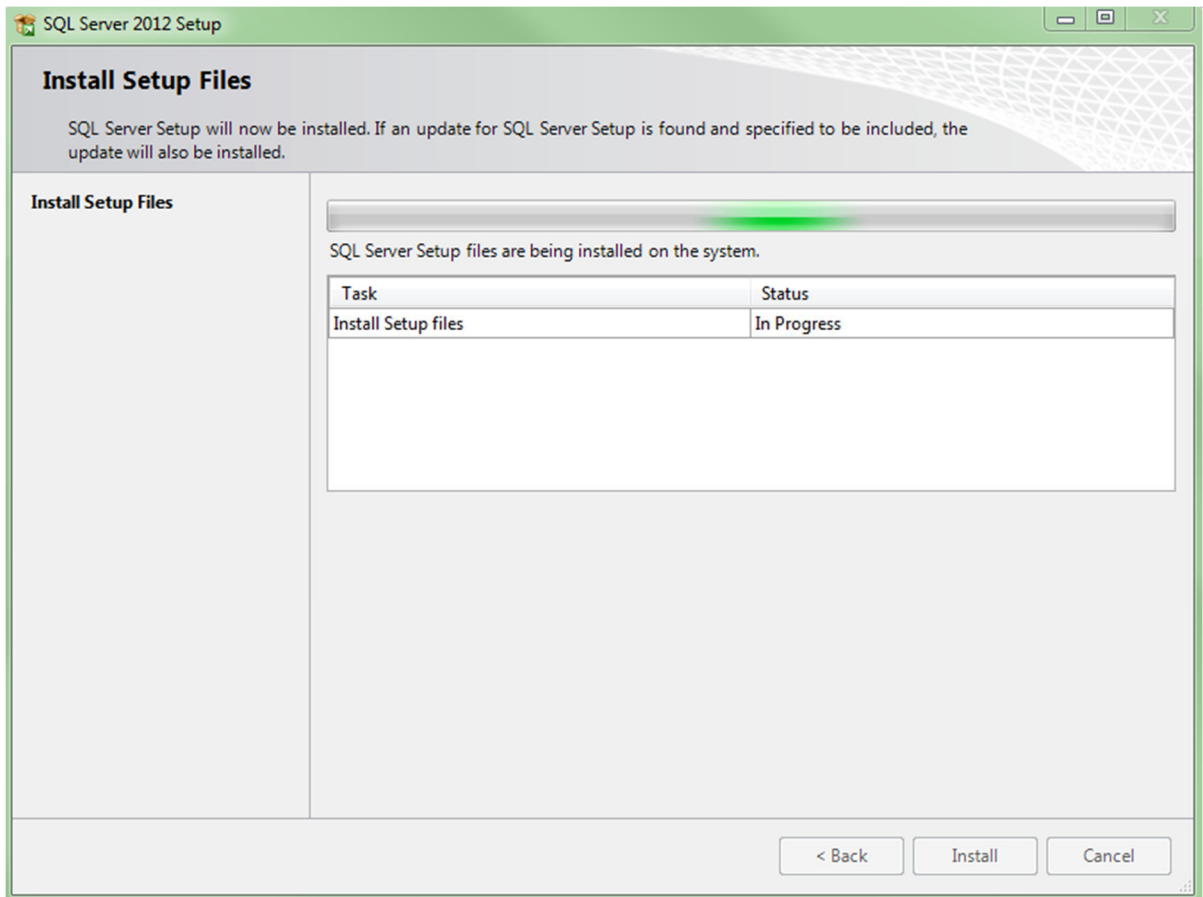 SQL Server 2012 Setup
Install Setup Files
SQL Server Setup will now be installed. If an update for SQL Server Setup is found and specified to be included, the
update will also be installed.
Install Setup Files
SQL Server Setup files are being installed on the system.
Task Status
Install Setup files In Progress
< Back Install Cancel